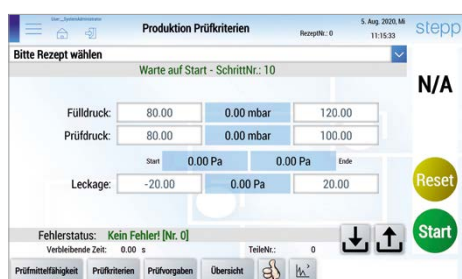 User: _SystemAdministrator
Produktion Prüfkriterien
RezeptNr.: 0
5. Aug. 2020, Mi
11:15:33
stepp
Bitte Rezept wählen
Warte auf Start - SchrittNr.: 10
N/A
Fülldruck: 80.00 0.00 mbar 120.00
Prüfdruck: 80.00 0.00 mbar 100.00
Start 0.00 Pa 0.00 Pa Ende
Leckage: -20.00 0.00 Pa 20.00
Reset
Fehlerstatus: Kein Fehler! [Nr. 0]
Start
Verbleibende Zeit: 0.00 s TeileNr.: 0
Prüfmittelfähigkeit Prüfkriterien Prüfvorgaben Übersicht